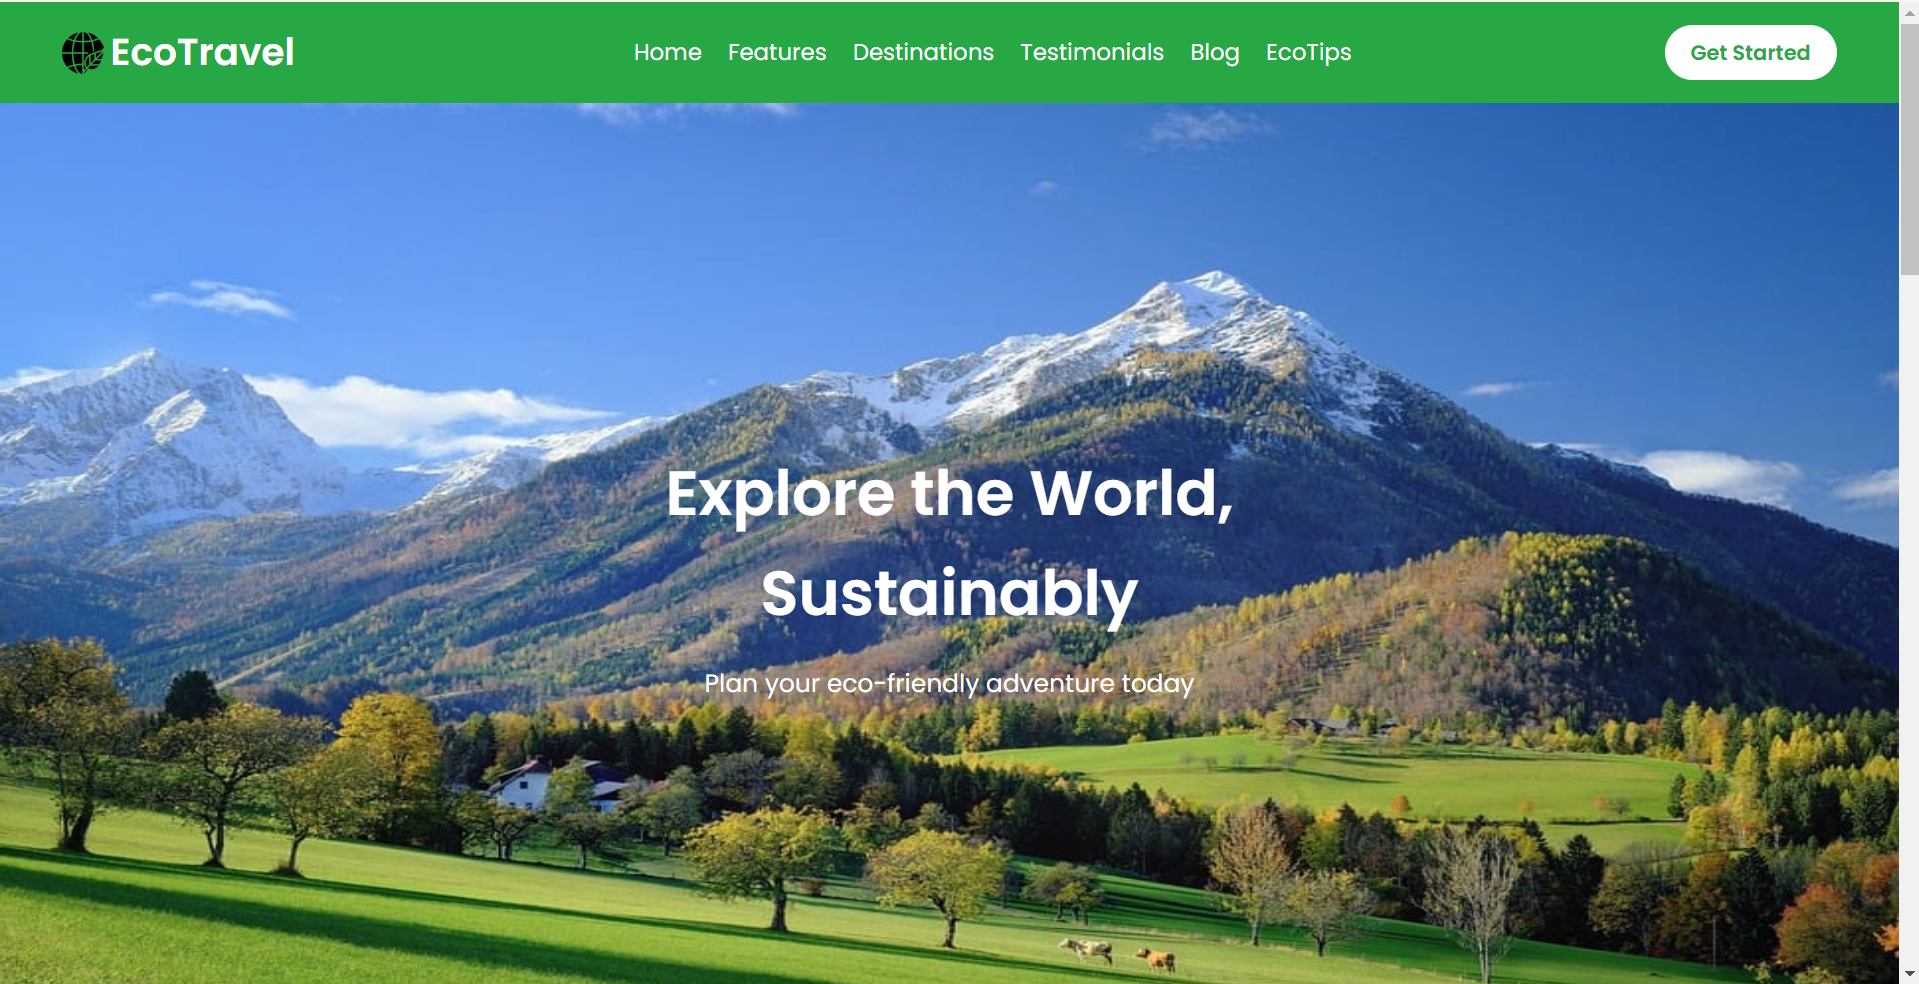 EcoTravel
Home Features Destinations Testimonials Blog EcoTips
Get Started
Explore the World,
Sustainably
Plan your eco-friendly adventure today